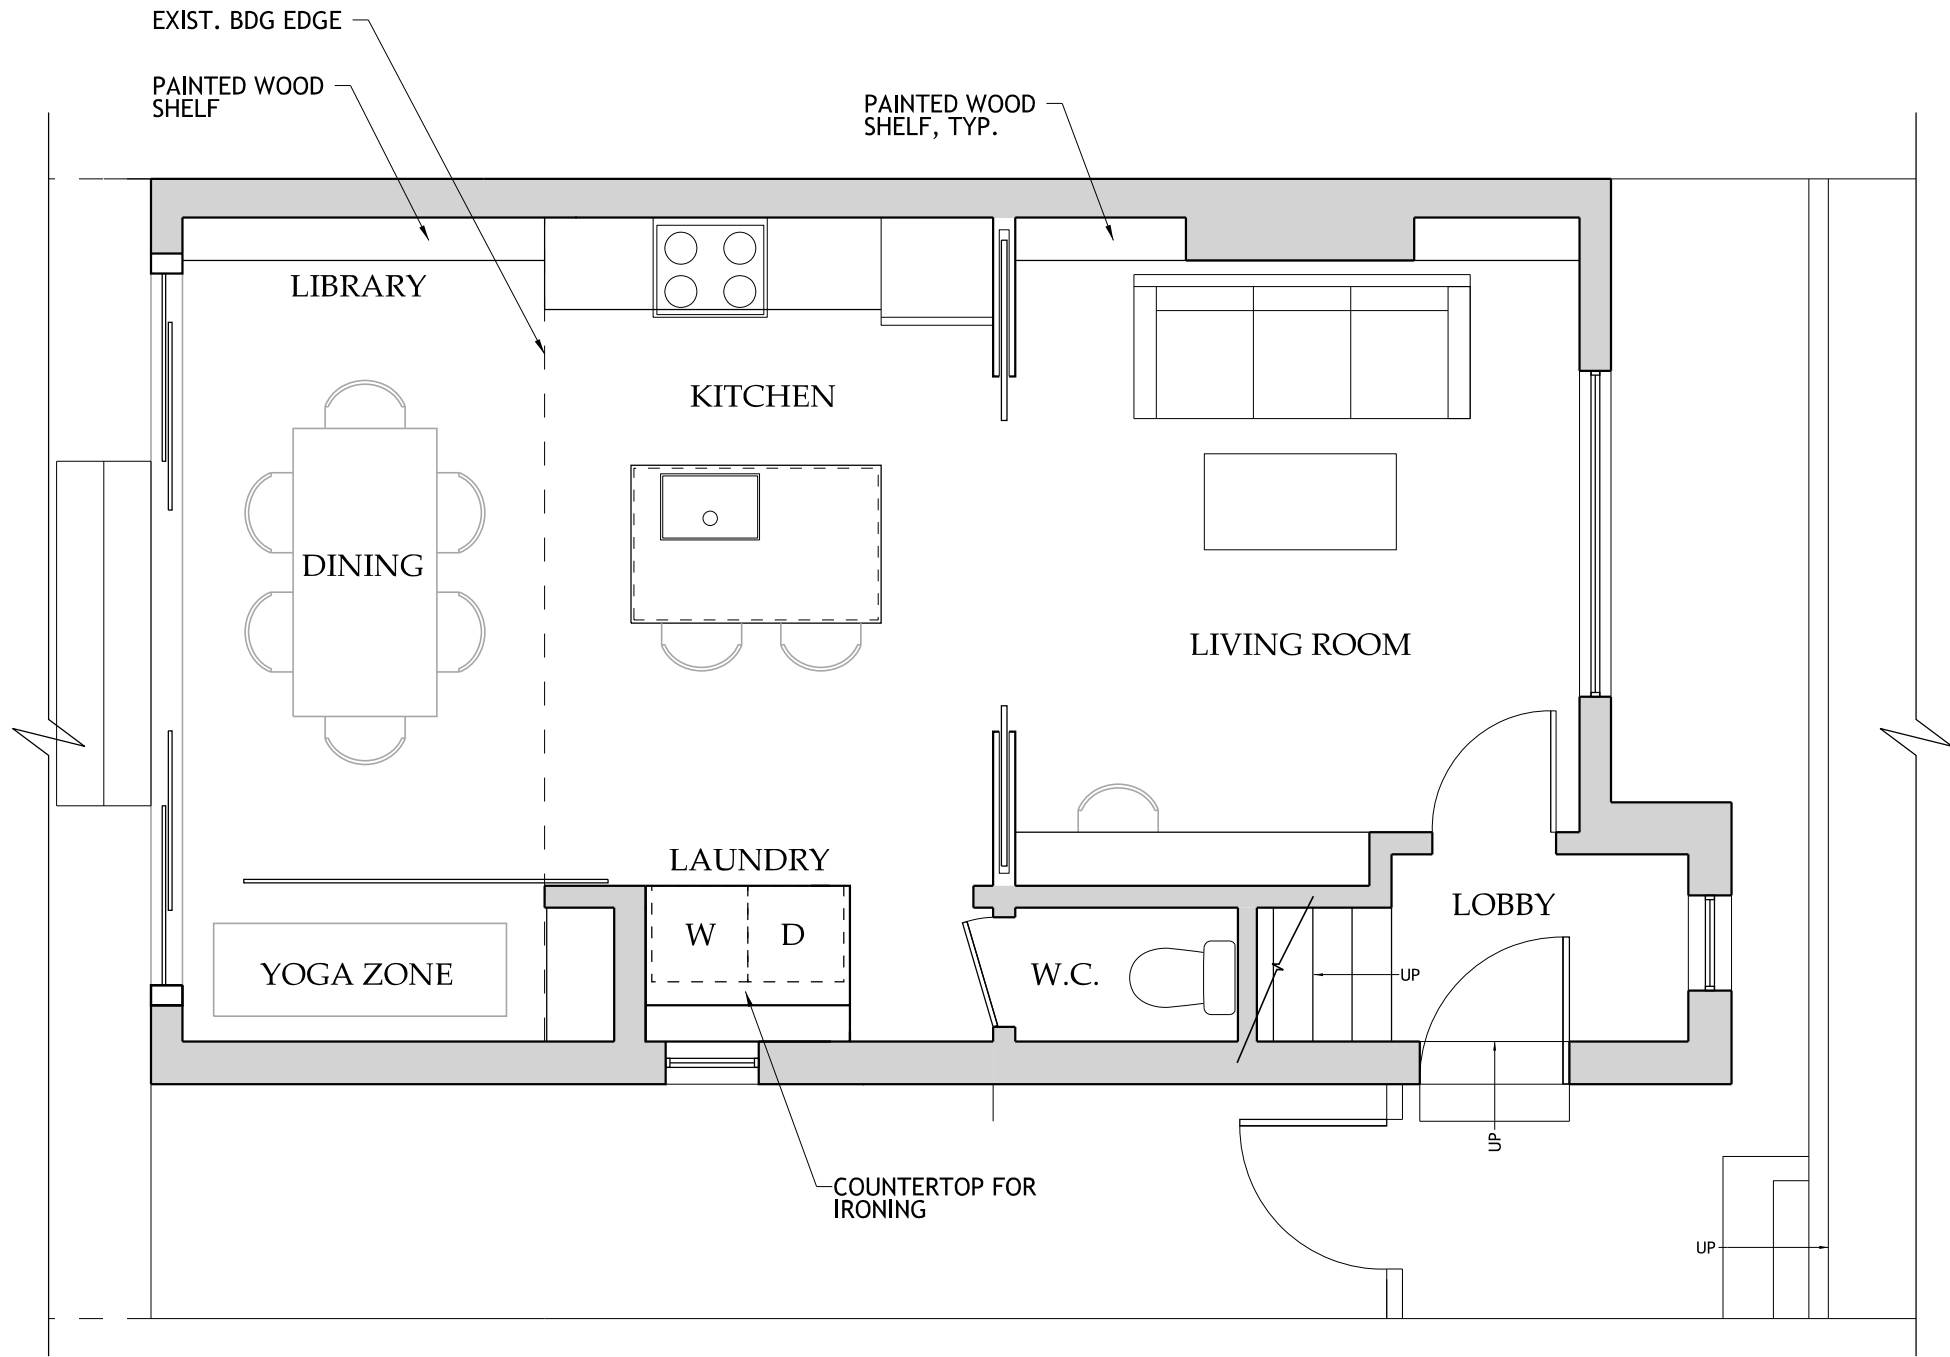 EXIST. BDG EDGE
PAINTED WOOD
SHELF
PAINTED WOOD
SHELF, TYP.
LIBRARY
KITCHEN
DINING
LIVING ROOM
LAUNDRY
LOBBY
W
D
YOGA ZONE
W.C.
UP
UP
COUNTERTOP FOR
IRONING
UP